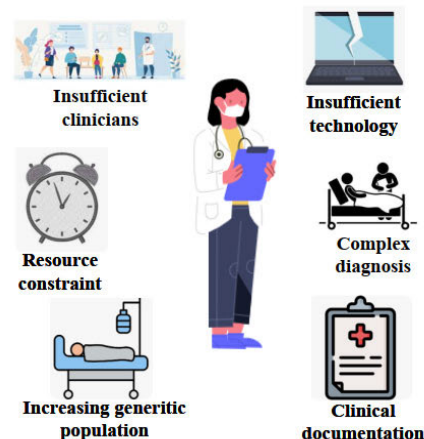 Insufficient
clinicians
Insufficient
technology
Resource
constraint
Complex
diagnosis
Increasing generitic
population
Clinical
documentation